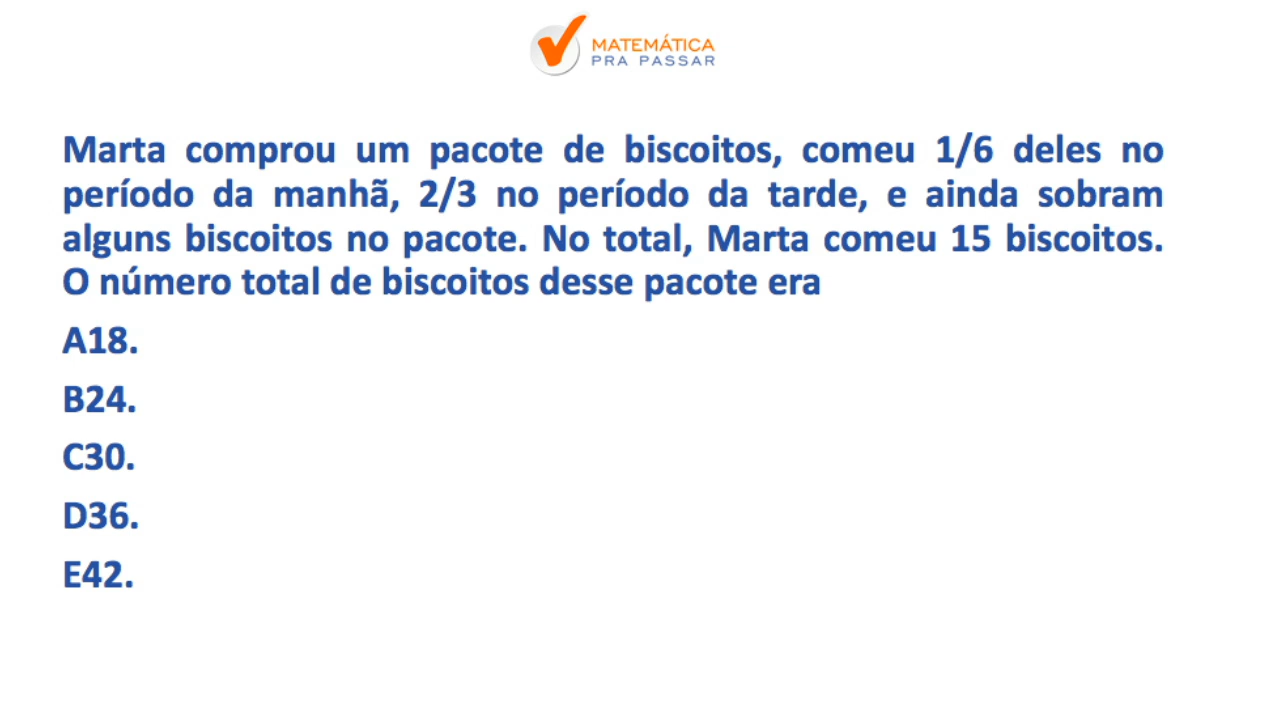 MATEMÁTICA
PRA PASSAR
Marta comprou um pacote de biscoitos, comeu 1/6 deles no
período da manhã, 2/3 no período da tarde, e ainda sobram
alguns biscoitos no pacote. No total, Marta comeu 15 biscoitos.
O número total de biscoitos desse pacote era
A18.
B24.
C30.
D36.
E42.